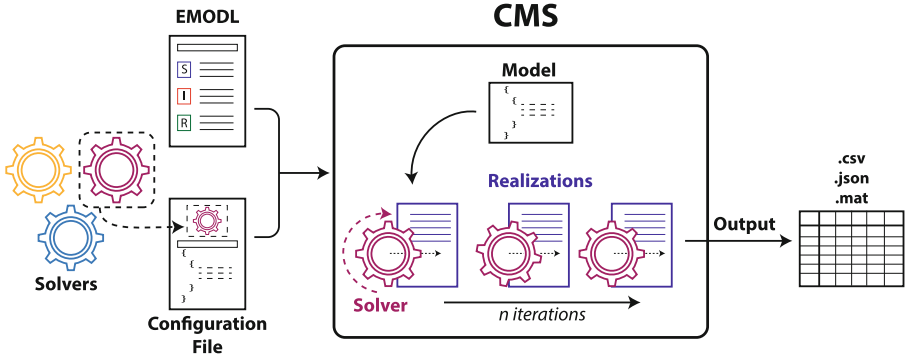 EMODL
S
I
R
Solvers
Configuration
File
CMS
Model
{
{
}
}
Realizations
Solver
n iterations
Output
.csv
.json
.mat
{
{
}
}